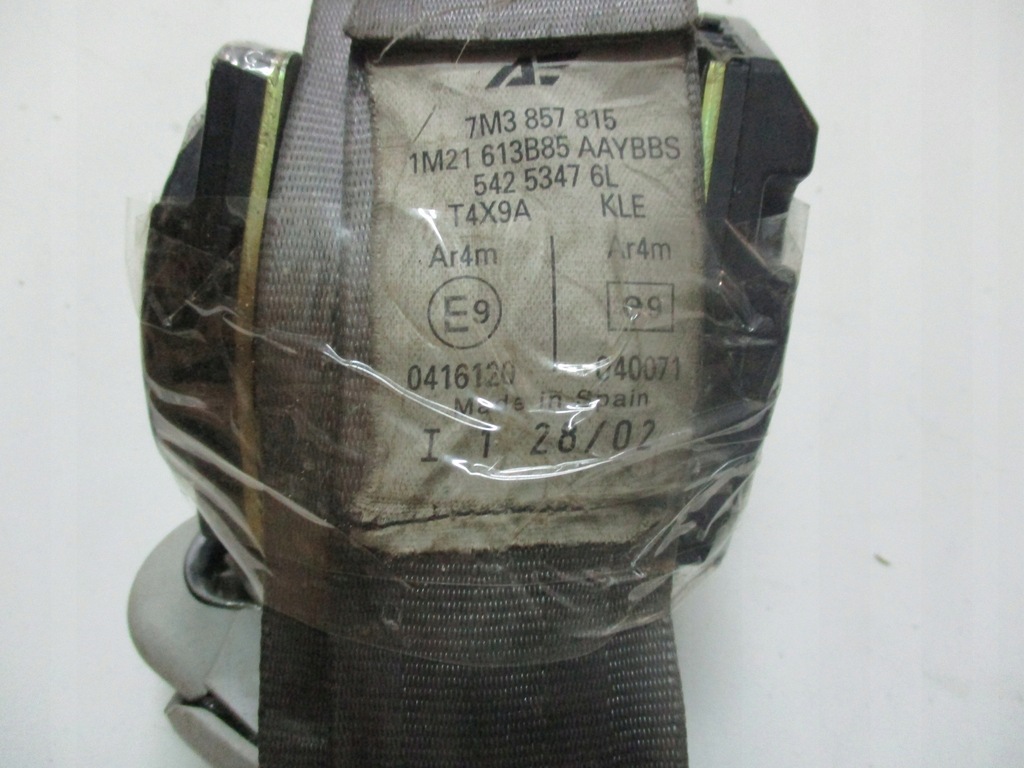 AE
7M3 857 815
1M21 613B85 AAYBBS
542 5347 6L
T4X9A KLE
Ar4m Ar4m
E9 e9
0416120 040071
Made in Spain
I 1 28/02